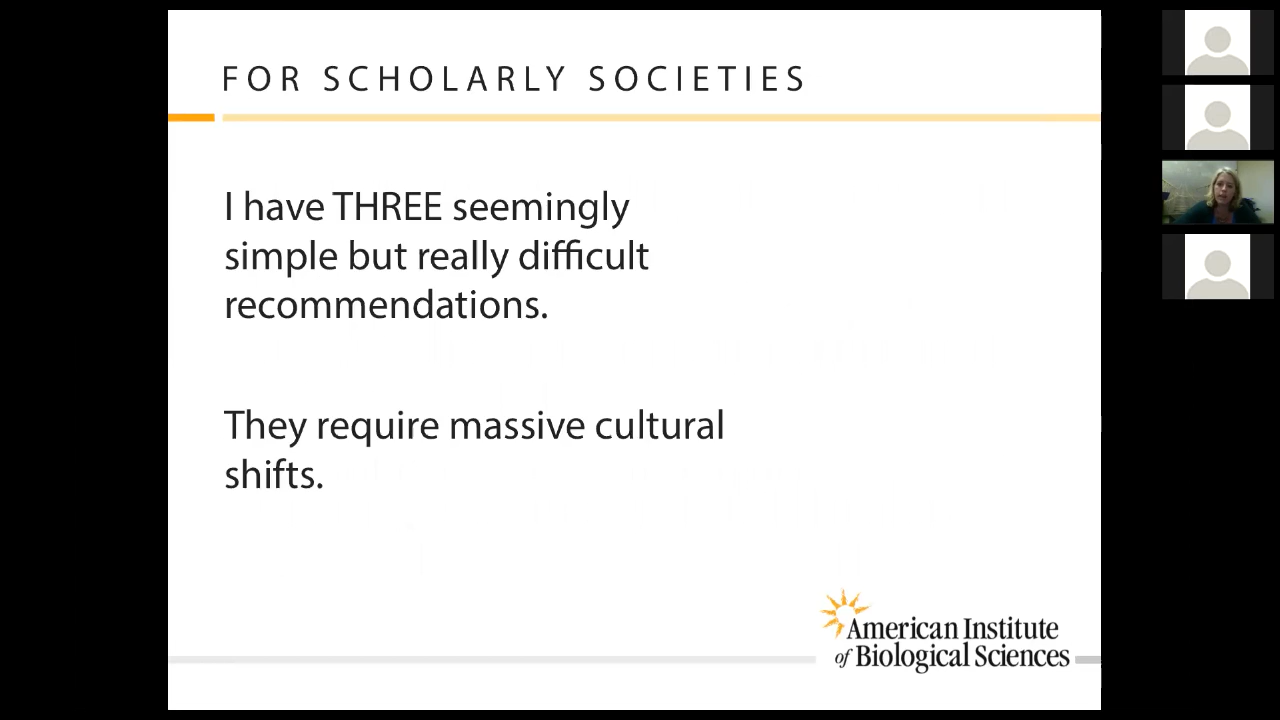 FOR SCHOLARLY SOCIETIES
I have THREE seemingly
simple but really difficult
recommendations.
They require massive cultural
shifts.
American Institute
of Biological Sciences